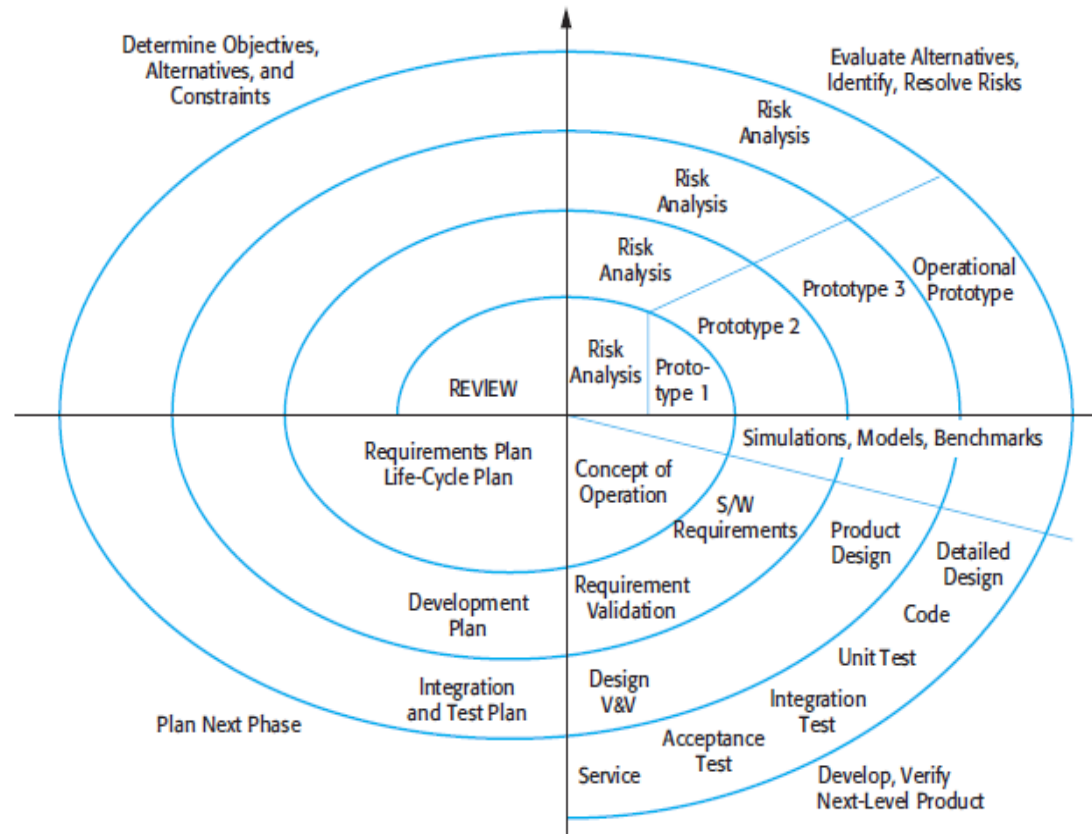 Determine Objectives,
Alternatives, and
Constraints
Evaluate Alternatives,
Identify, Resolve Risks
Risk
Analysis
Risk
Analysis
Risk
Analysis
Operational
Prototype
Prototype 3
Prototype 2
Risk
Analysis
Proto-
type 1
REVIEW
Simulations, Models, Benchmarks
Requirements Plan
Life-Cycle Plan
Concept of
Operation
S/W
Requirements
Product
Design
Detailed
Design
Development
Plan
Requirement
Validation
Code
Unit Test
Integration
and Test Plan
Design
V&V
Integration
Test
Plan Next Phase
Acceptance
Test
Service
Develop, Verify
Next-Level Product